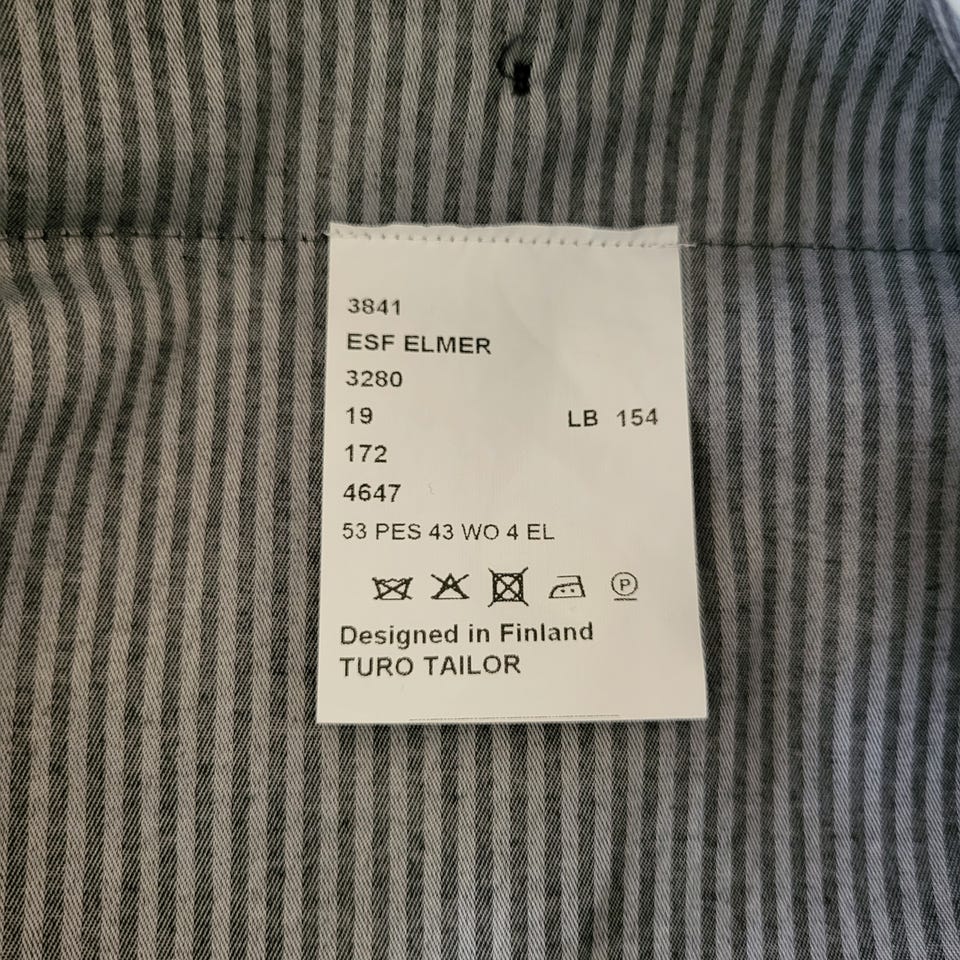 3841
ESF ELMER
3280
19 LB 154
172
4647
53 PES 43 WO 4 EL
P
Designed in Finland
TURO TAILOR